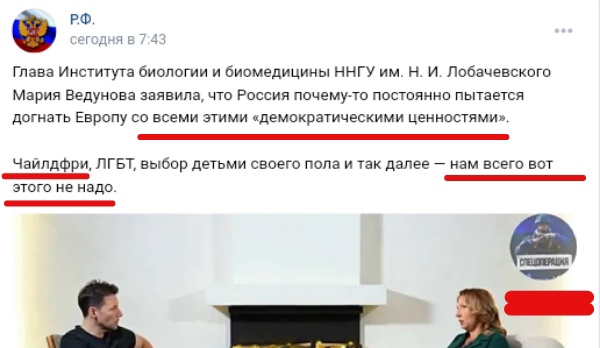 Р.Ф.
сегодня в 7:43
Глава Института биологии и биомедицины ННГУ им. Н. И. Лобачевского
Мария Ведунова заявила, что Россия почему-то постоянно пытается
догнать Европу со всеми этими «демократическими ценностями».
Чайлдфри, ЛГБТ, выбор детьми своего пола и так далее — нам всего вот
этого не надо.
СПЕЦОПЕРАЦИЯ